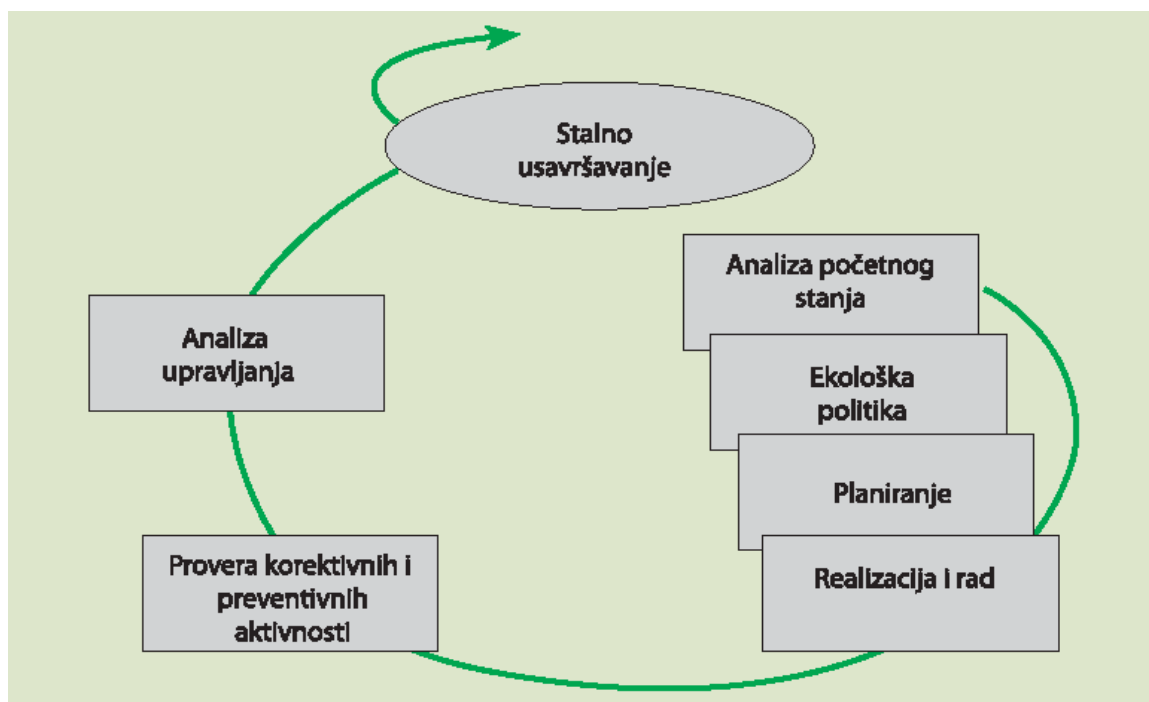 Stalno
usavršavanje
Analiza početnog
stanja
Ekološka
politika
Planiranje
Realizacija i rad
Provera korektivnih i
preventivnih
aktivnosti
Analiza
upravljanja